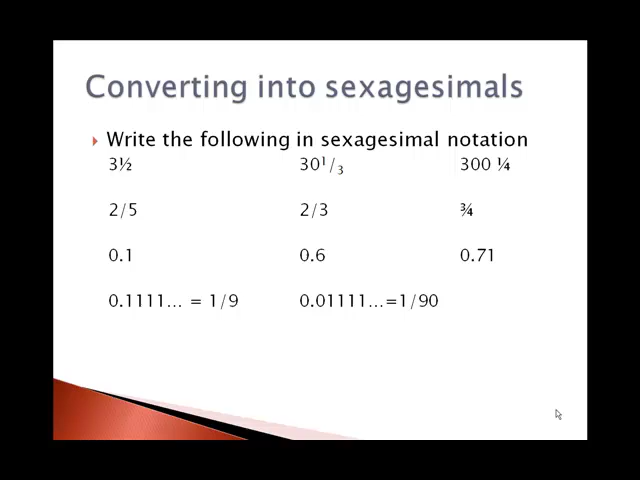 Converting into sexagesimals
Write the following in sexagesimal notation
3½ 30¹/₃ 300 ¼
2/5 2/3 ¾
0.1 0.6 0.71
0.1111... = 1/9 0.01111...=1/90